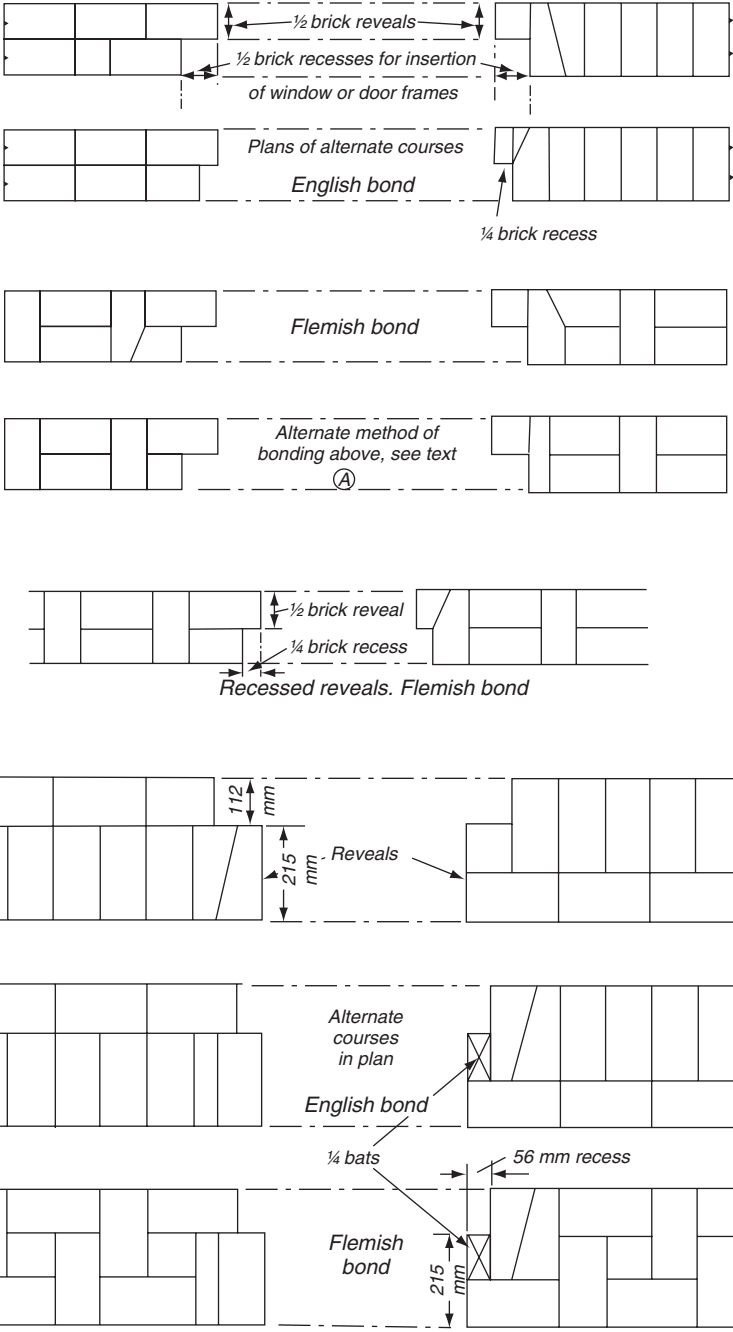 ½ brick reveals
½ brick recesses for insertion
of window or door frames
Plans of alternate courses
English bond
¼ brick recess
Flemish bond
Alternate method of
bonding above, see text
A
½ brick reveal
¼ brick recess
Recessed reveals. Flemish bond
112
mm
215
mm
Reveals
Alternate
courses
in plan
English bond
¼ bats
56 mm recess
Flemish
bond
215
mm